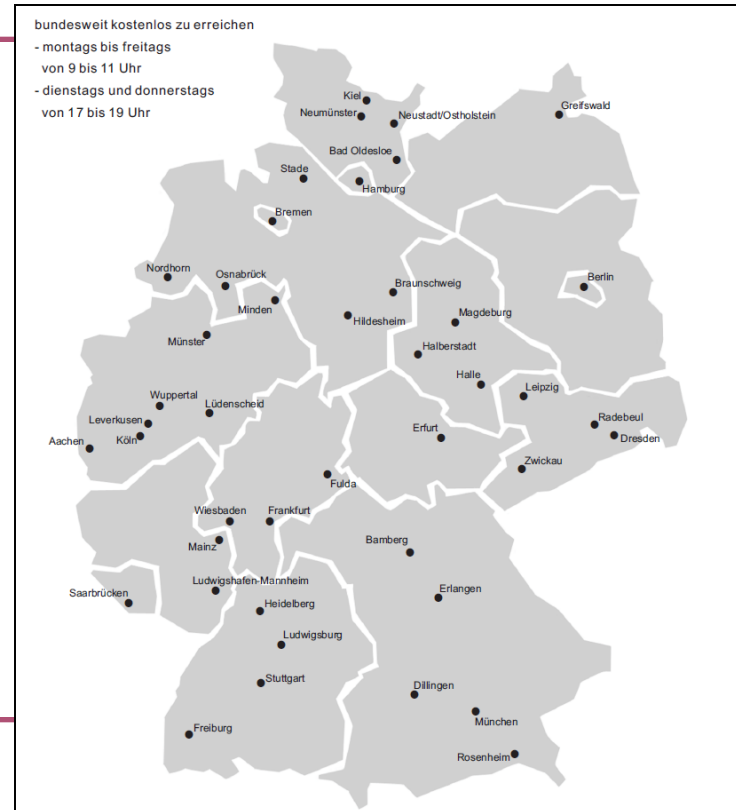 bundesweit kostenlos zu erreichen
- montags bis freitags
von 9 bis 11 Uhr
- dienstags und donnerstags
von 17 bis 19 Uhr
Kiel
Neumünster
Neustadt/Ostholstein
Greifswald
Bad Oldesloe
Stade
Hamburg
Bremen
Nordhorn
Osnabrück
Braunschweig
Berlin
Minden
Hildesheim
Magdeburg
Münster
Halberstadt
Halle
Leipzig
Wuppertal
Lüdenscheid
Leverkusen
Radebeul
Aachen
Köln
Erfurt
Dresden
Zwickau
Fulda
Wiesbaden
Frankfurt
Mainz
Bamberg
Ludwigshafen-Mannheim
Saarbrücken
Erlangen
Heidelberg
Ludwigsburg
Stuttgart
Dillingen
München
Freiburg
Rosenheim